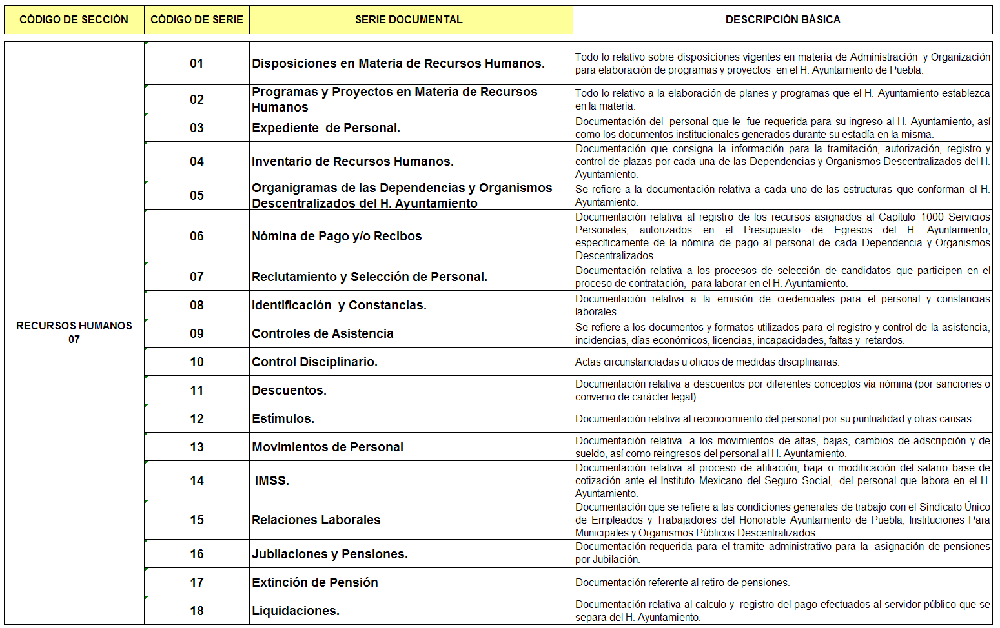 CÓDIGO DE SECCIÓN CÓDIGO DE SERIE SERIE DOCUMENTAL DESCRIPCIÓN BÁSICA
RECURSOS HUMANOS
07
01
Disposiciones en Materia de Recursos Humanos.
Todo lo relativo sobre disposiciones vigentes en materia de Administración y Organización
para elaboración de programas y proyectos en el H. Ayuntamiento de Puebla.
02
Programas y Proyectos en Materia de Recursos
Humanos
Todo lo relativo a la elaboración de planes y programas que el H. Ayuntamiento establezca
en la materia.
03
Expediente de Personal.
Documentación del personal que le fue requerida para su ingreso al H. Ayuntamiento, así
como los documentos institucionales generados durante su estadía en la misma.
04
Inventario de Recursos Humanos.
Documentación que consigna la información para la tramitación, autorización, registro y
control de plazas por cada una de las Dependencias y Organismos Descentralizados del H.
Ayuntamiento.
05
Organigramas de las Dependencias y Organismos
Descentralizados del H. Ayuntamiento
Se refiere a la documentación relativa a cada uno de las estructuras que conforman el H.
Ayuntamiento.
06
Nómina de Pago y/o Recibos
Documentación relativa al registro de los recursos asignados al Capítulo 1000 Servicios
Personales, autorizados en el Presupuesto de Egresos del H. Ayuntamiento,
específicamente de la nómina de pago al personal de cada Dependencia y Organismos
Descentralizados.
07
Reclutamiento y Selección de Personal.
Documentación relativa a los procesos de selección de candidatos que participen en el
proceso de contratación, para laborar en el H. Ayuntamiento.
08
Identificación y Constancias.
Documentación relativa a la emisión de credenciales para el personal y constancias
laborales.
09
Controles de Asistencia
Se refiere a los documentos y formatos utilizados para el registro y control de la asistencia,
incidencias, días económicos, licencias, incapacidades, faltas y retardos.
10
Control Disciplinario.
Actas circunstanciadas u oficios de medidas disciplinarias.
11
Descuentos.
Documentación relativa a descuentos por diferentes conceptos vía nómina (por sanciones o
convenio de carácter legal).
12
Estímulos.
Documentación relativa al reconocimiento del personal por su puntualidad y otras causas.
13
Movimientos de Personal
Documentación relativa a los movimientos de altas, bajas, cambios de adscripción y de
sueldo, así como reingresos del personal al H. Ayuntamiento.
14
IMSS.
Documentación relativa al proceso de afiliación, baja o modificación del salario base de
cotización ante el Instituto Mexicano del Seguro Social, del personal que labora en el H.
Ayuntamiento.
15
Relaciones Laborales
Documentación que se refiere a las condiciones generales de trabajo con el Sindicato Único
de Empleados y Trabajadores del Honorable Ayuntamiento de Puebla, Instituciones Para
Municipales y Organismos Públicos Descentralizados.
16
Jubilaciones y Pensiones.
Documentación requerida para el tramite administrativo para la asignación de pensiones
por Jubilación.
17
Extinción de Pensión
Documentación referente al retiro de pensiones.
18
Liquidaciones.
Documentación relativa al calculo y registro del pago efectuados al servidor público que se
separa del H. Ayuntamiento.